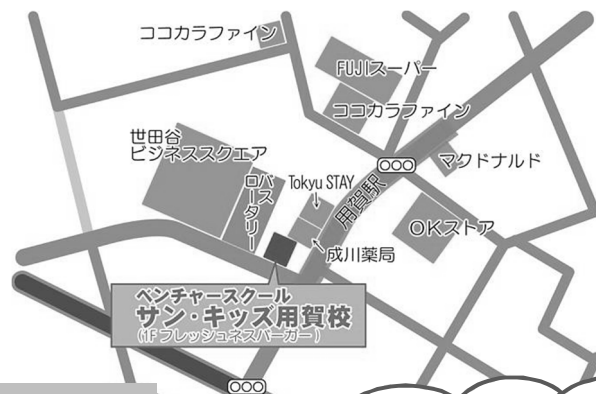 ココカラファイン
FUJIスーパー
ココカラファイン
世田谷
ビジネススクエア
バス
ロータリー
Tokyu STAY
用賀駅
マクドナルド
OKストア
成川薬局
ベンチャースクール
サン・キッズ用賀校
(1F フレッシュネスバーガー)